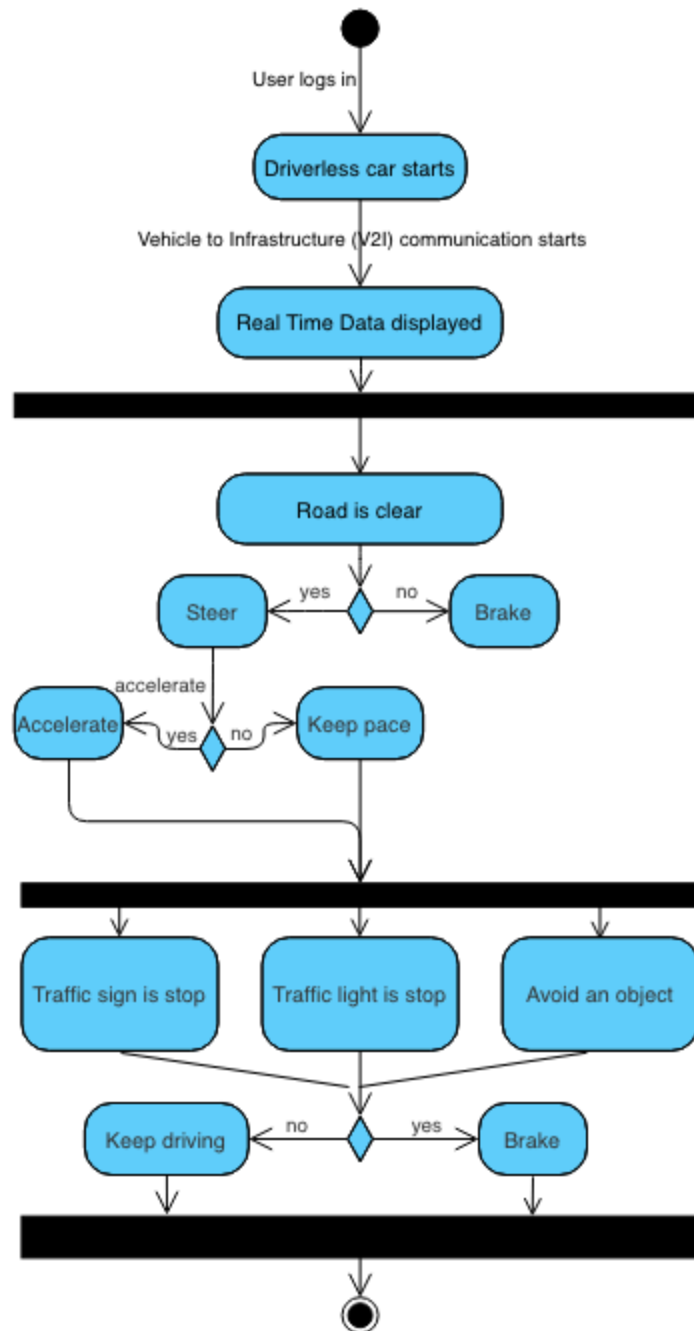 User logs in
Driverless car starts
Vehicle to Infrastructure (V2I) communication starts
Real Time Data displayed
Road is clear
Steer
yes
no
Brake
accelerate
Accelerate
yes
no
Keep pace
Traffic sign is stop
Traffic light is stop
Avoid an object
Keep driving
no
yes
Brake